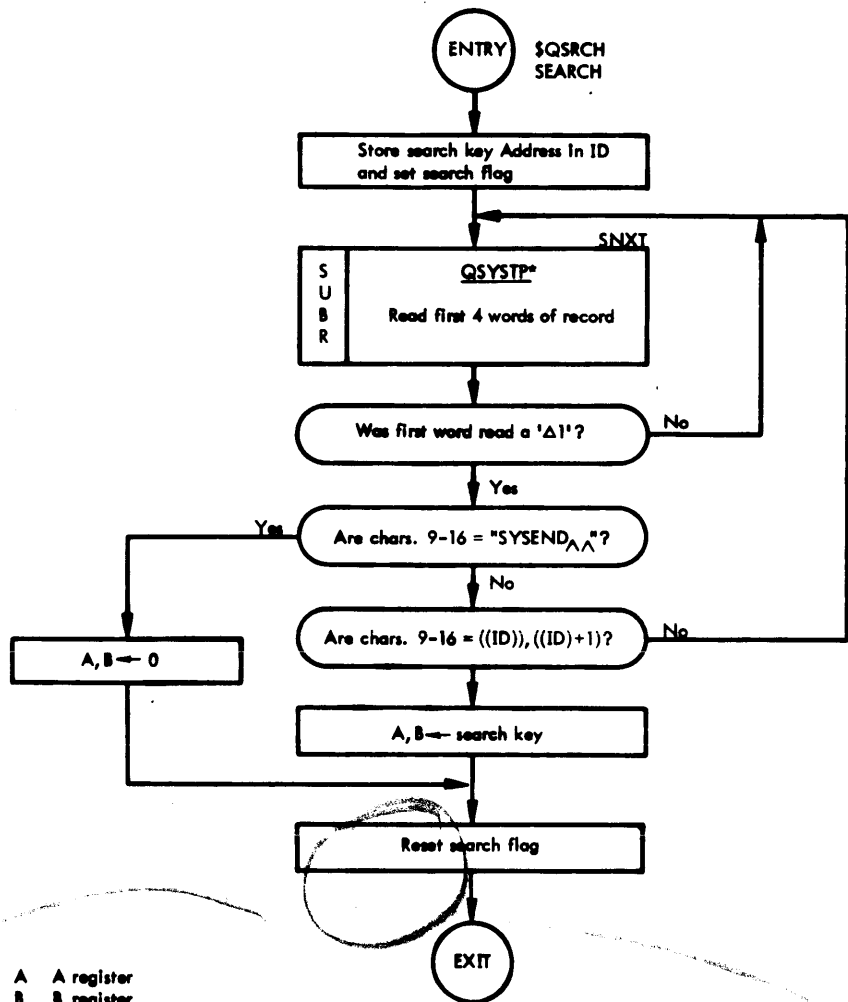 ENTRY
$QSRCH
SEARCH
Store search key Address in ID
and set search flag
SNXT
S
U
B
R
QSYSTP*
Read first 4 words of record
Was first word read a 'Δ1'?
No
Yes
Are chars. 9-16 = "SYSEND^^"?
Yes
No
Are chars. 9-16 = ((ID)), ((ID)+1)?
No
A, B ← 0
A, B ← search key
Reset search flag
EXIT
A A register
B B register